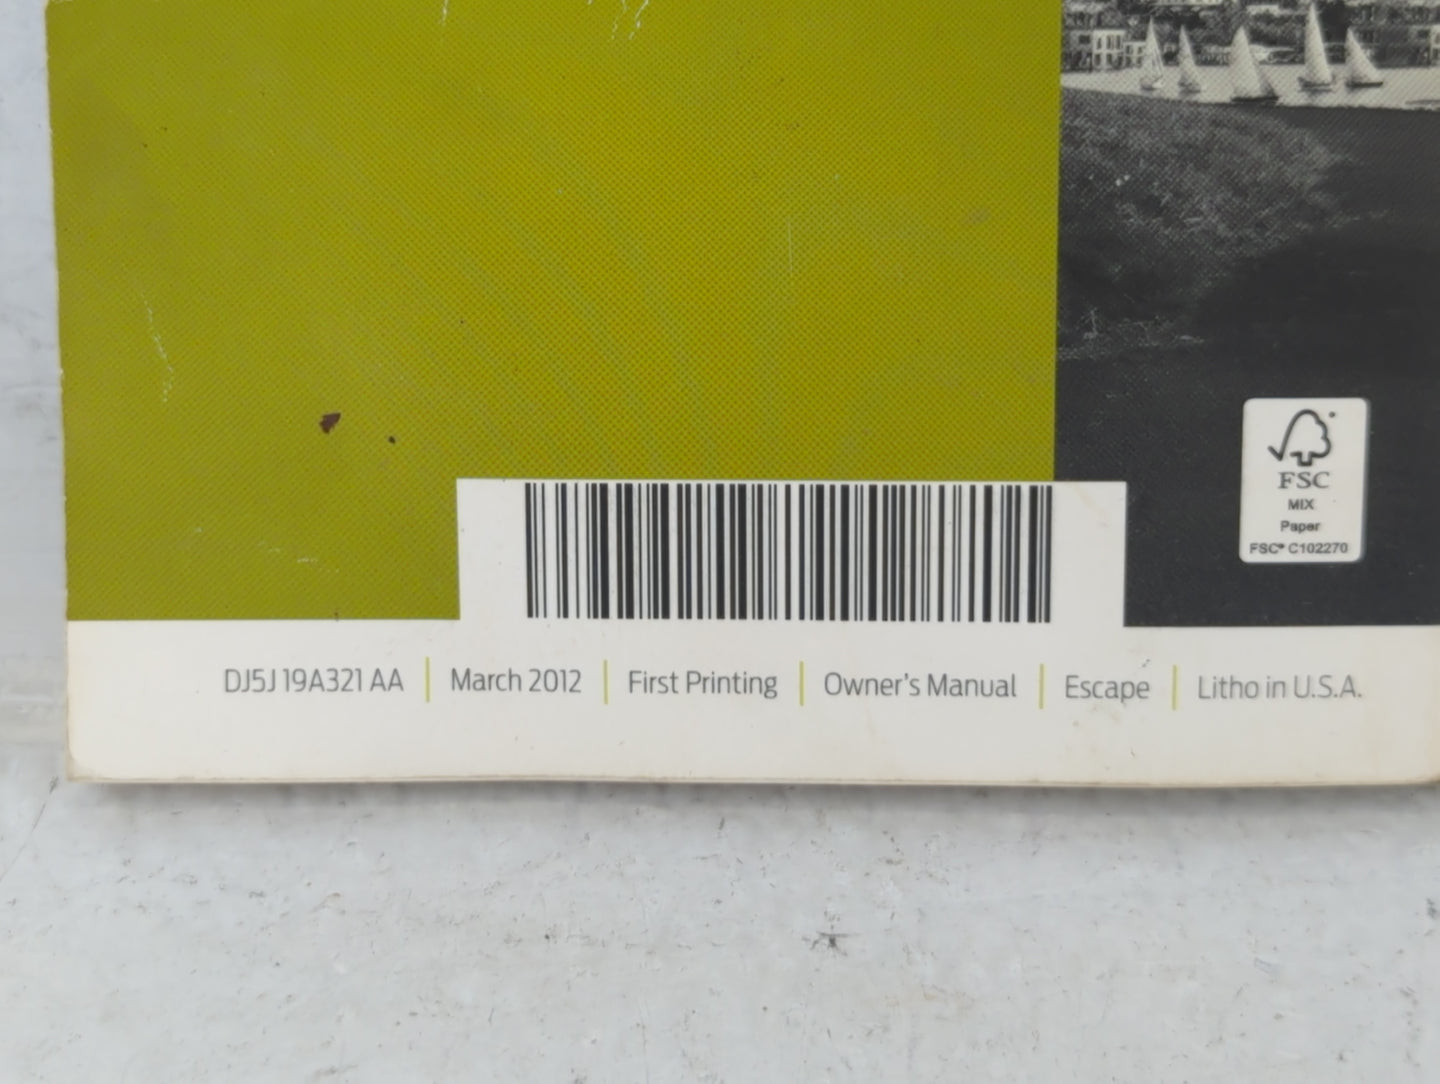 FSC
MIX
Paper
FSC® C102270
DJ5J 19A321 AA | March 2012 | First Printing | Owner's Manual | Escape | Litho in U.S.A.